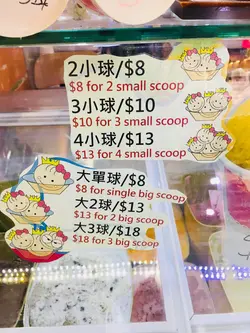 2小球/$8
$8 for 2 small scoop
3小球/$10
$10 for 3 small scoop
4小球/$13
$13 for 4 small scoop
大單球/$8
$8 for single big scoop
大2球/$13
$13 for 2 big scoop
大3球/$18
$18 for 3 big scoop